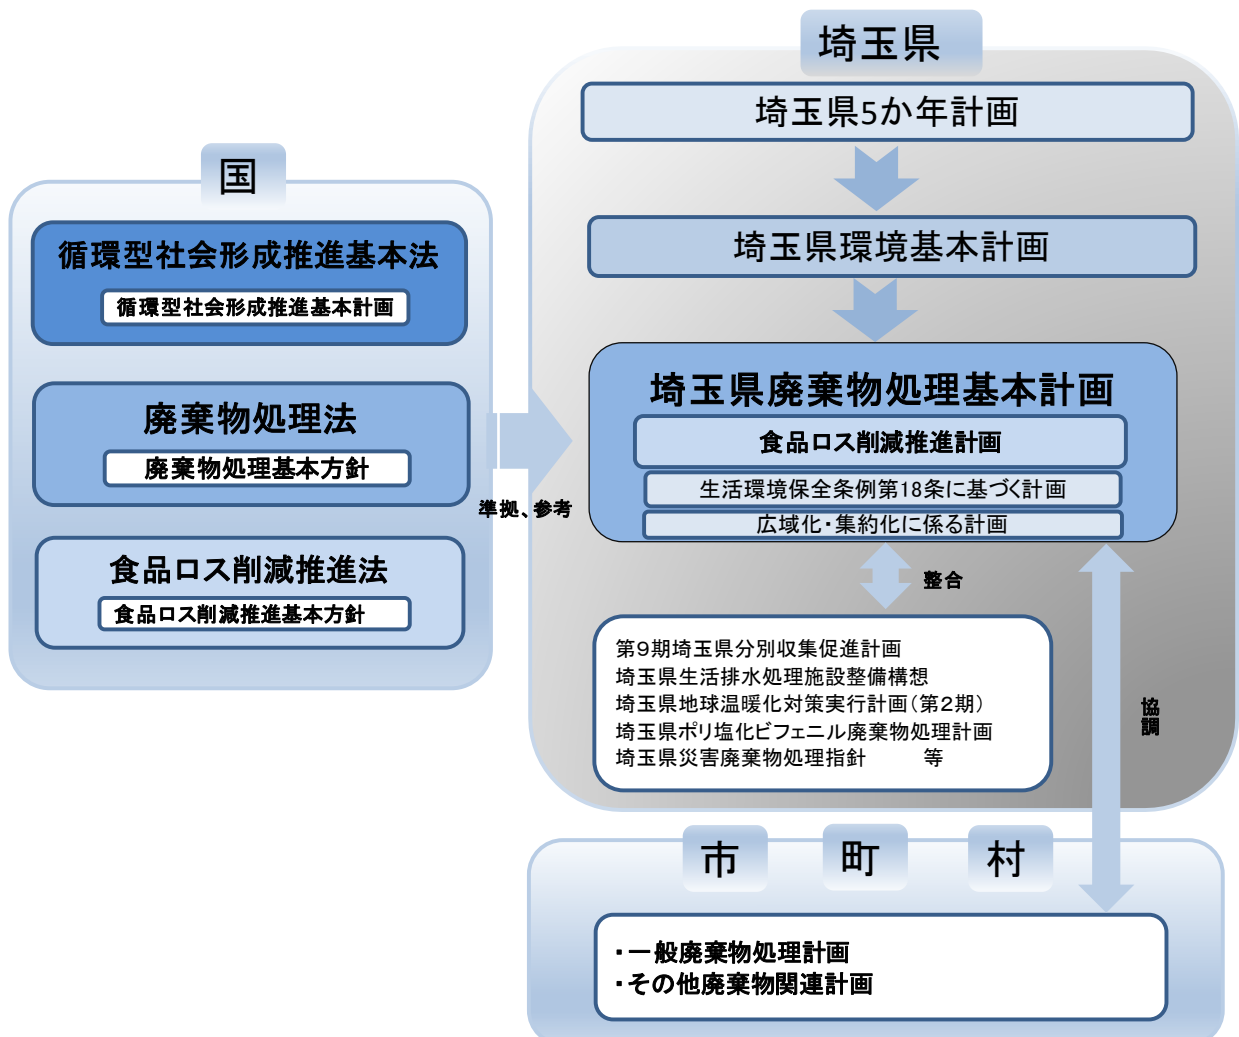 国
循環型社会形成推進基本法
循環型社会形成推進基本計画
廃棄物処理法
廃棄物処理基本方針
食品ロス削減推進法
食品ロス削減推進基本方針
準拠、参考
埼玉県
埼玉県5か年計画
埼玉県環境基本計画
埼玉県廃棄物処理基本計画
食品ロス削減推進計画
生活環境保全条例第18条に基づく計画
広域化・集約化に係る計画
整合
第９期埼玉県分別収集促進計画
埼玉県生活排水処理施設整備構想
埼玉県地球温暖化対策実行計画（第２期）
埼玉県ポリ塩化ビフェニル廃棄物処理計画
埼玉県災害廃棄物処理指針　　　等
協調
市　町　村
・一般廃棄物処理計画
・その他廃棄物関連計画